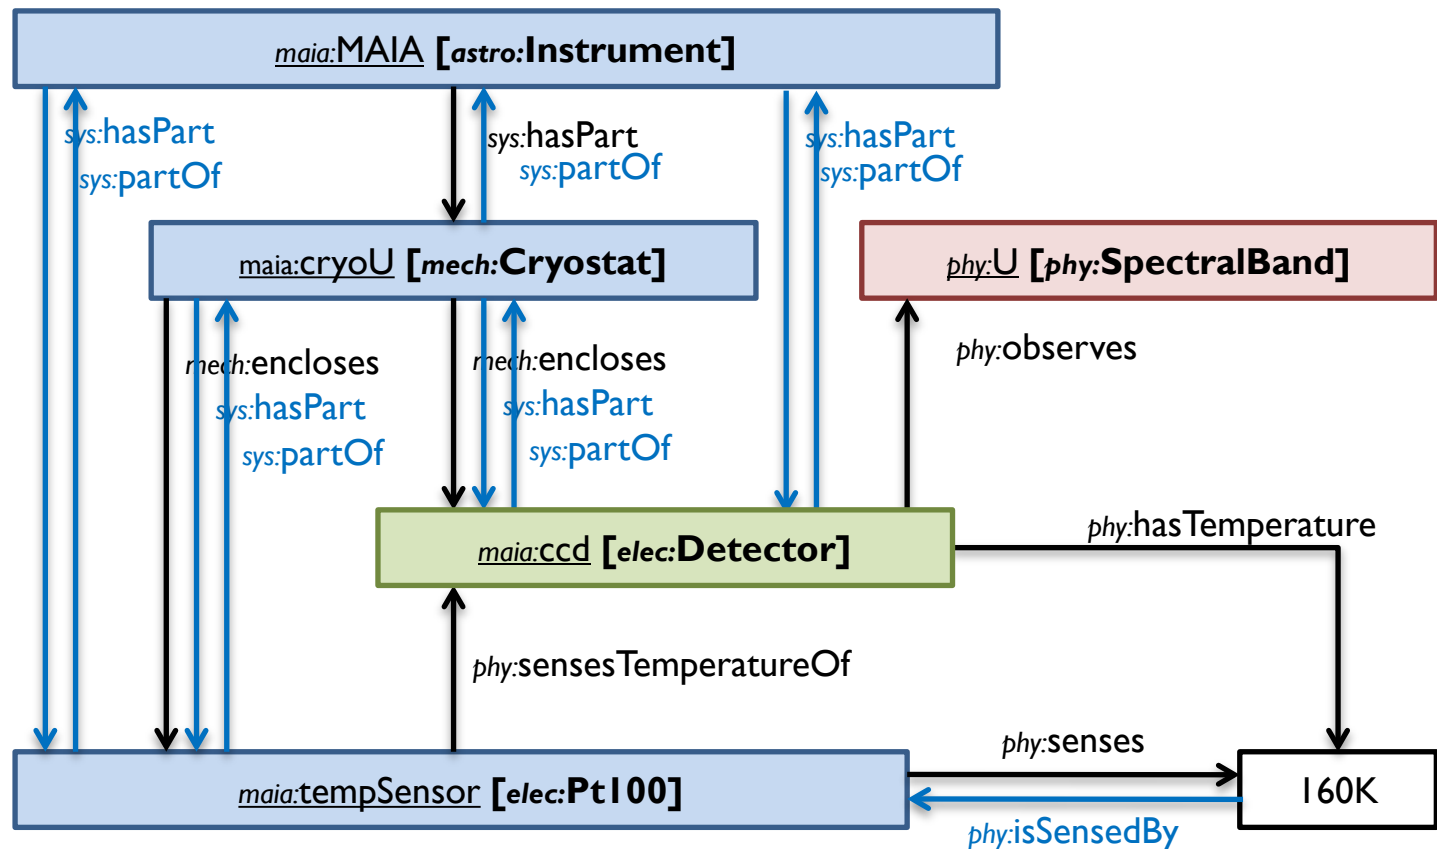 maia:MAIA [astro:Instrument]
sys:hasPart
sys:partOf
sys:hasPart
sys:partOf
sys:hasPart
sys:partOf
maia:cryoU [mech:Cryostat]
phy:U [phy:SpectralBand]
mech:encloses
sys:hasPart
sys:partOf
mech:encloses
sys:hasPart
sys:partOf
phy:observes
maia:ccd [elec:Detector]
phy:hasTemperature
phy:sensesTemperatureOf
maia:tempSensor [elec:Pt100]
phy:senses
phy:isSensedBy
160K